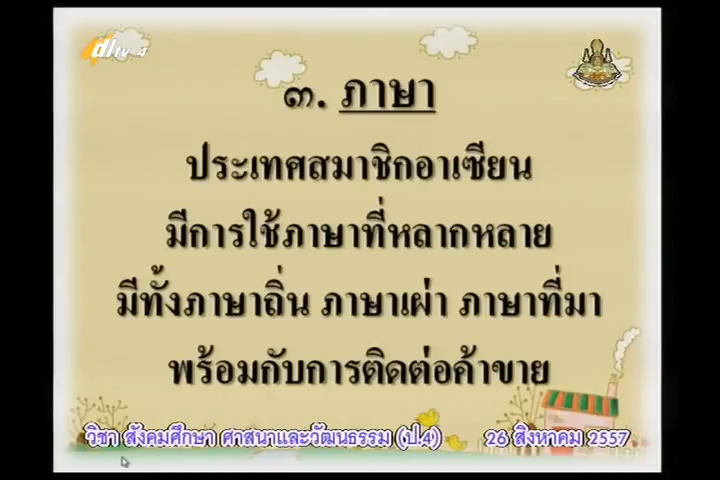 dltv 4
๓. ภาษา
ประเทศสมาชิกอาเซียน
มีการใช้ภาษาที่หลากหลาย
มีทั้งภาษาถิ่น ภาษาเผ่า ภาษาที่มา
พร้อมกับการติดต่อค้าขาย
วิชา สังคมศึกษา ศาสนาและวัฒนธรรม (ป.4) 26 สิงหาคม 2557